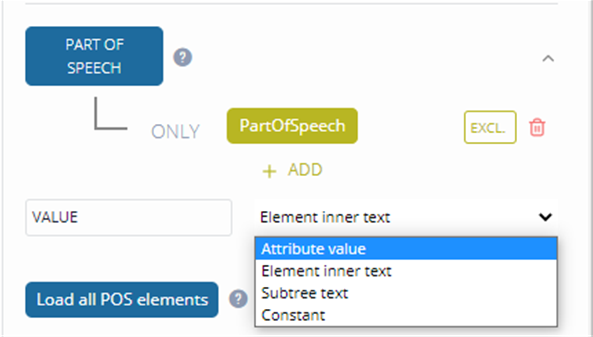 PART OF
SPEECH
?
ONLY
PartOfSpeech
EXCL.
+ ADD
VALUE
Element inner text
Attribute value
Element inner text
Subtree text
Constant
Load all POS elements
?